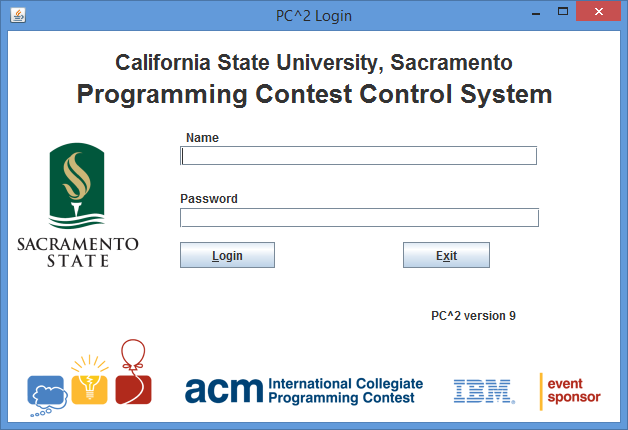 PC^2 Login
California State University, Sacramento
Programming Contest Control System
Name
SACRAMENTO
STATE
Password
Login
Exit
PC^2 version 9
acm International Collegiate
Programming Contest
IBM.
event
sponsor